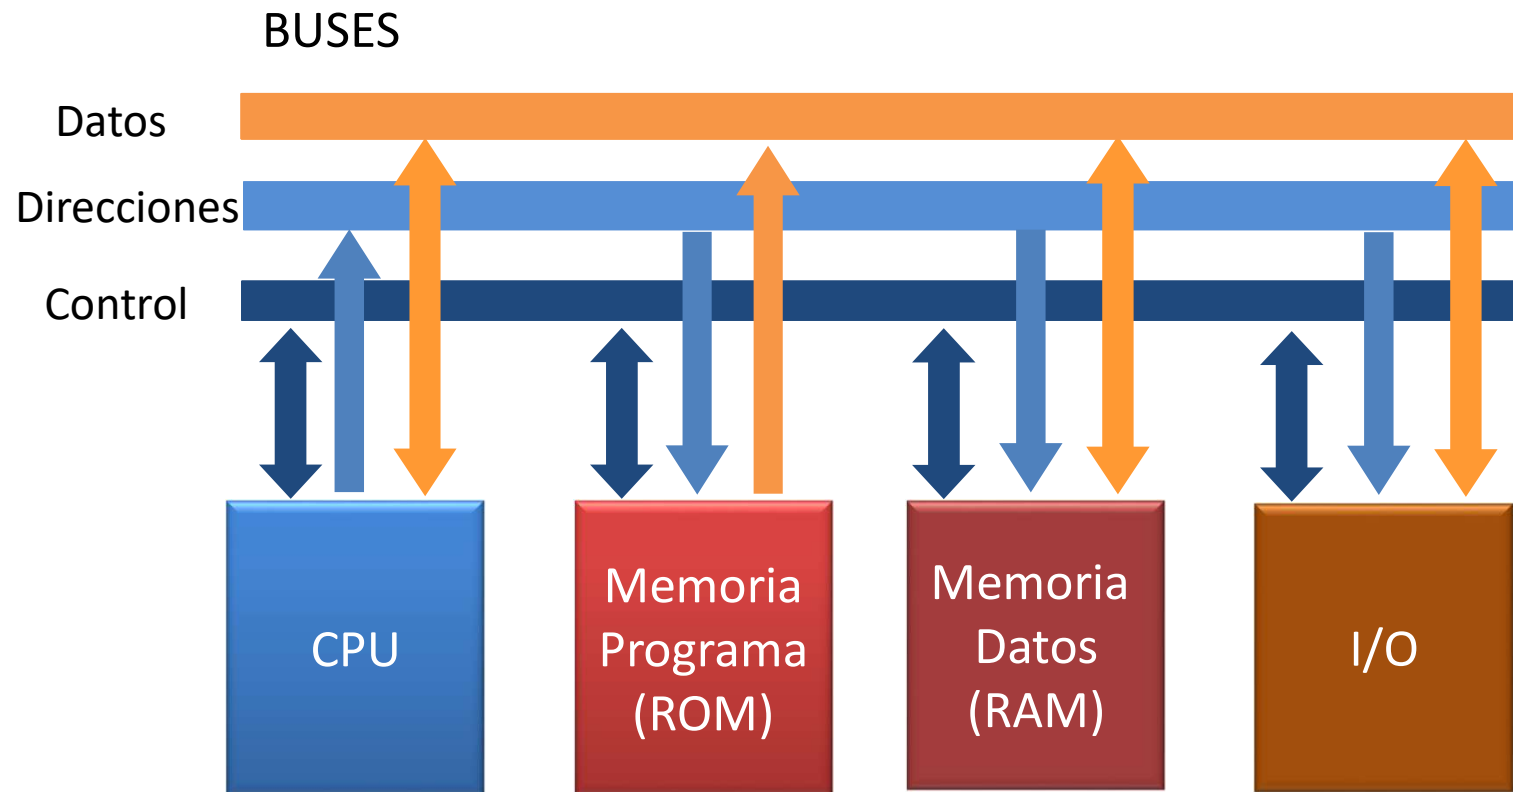 BUSES
Datos
Direcciones
Control
CPU
Memoria
Programa
(ROM)
Memoria
Datos
(RAM)
I/O